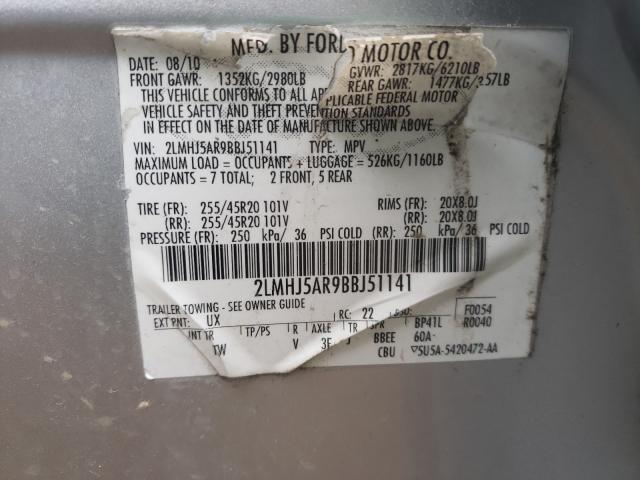 MFD. BY FORD MOTOR CO.
DATE: 08/10 GVWR: 2817KG/6210LB
FRONT GAWR: 1352KG/2980LB REAR GAWR: 1477KG/ 257LB
THIS VEHICLE CONFORMS TO ALL APPLICABLE FEDERAL MOTOR
VEHICLE SAFETY AND THEFT PREVENTION STANDARDS
IN EFFECT ON THE DATE OF MANUFACTURE SHOWN ABOVE.
VIN: 2LMHJ5AR9BBJ51141 TYPE: MPV
MAXIMUM LOAD = OCCUPANTS + LUGGAGE = 526KG/1160LB
OCCUPANTS = 7 TOTAL; 2 FRONT, 5 REAR
TIRE (FR): 255/45R20 101V RIMS (FR): 20X8.0J
(RR): 255/45R20 101V (RR): 20X8.0J
PRESSURE (FR): 250 kPa/ 36 PSI COLD (RR): 250 kPa/ 36 PSI COLD
2LMHJ5AR9BBJ51141
TRAILER TOWING - SEE OWNER GUIDE
EXT PNT: UX RC: 22 F0054
R0040
INT TR TP/PS R AXLE TR SPR BP41L
TW V 3F J BBEE 60A-
CBU ▽5U5A-5420472-AA